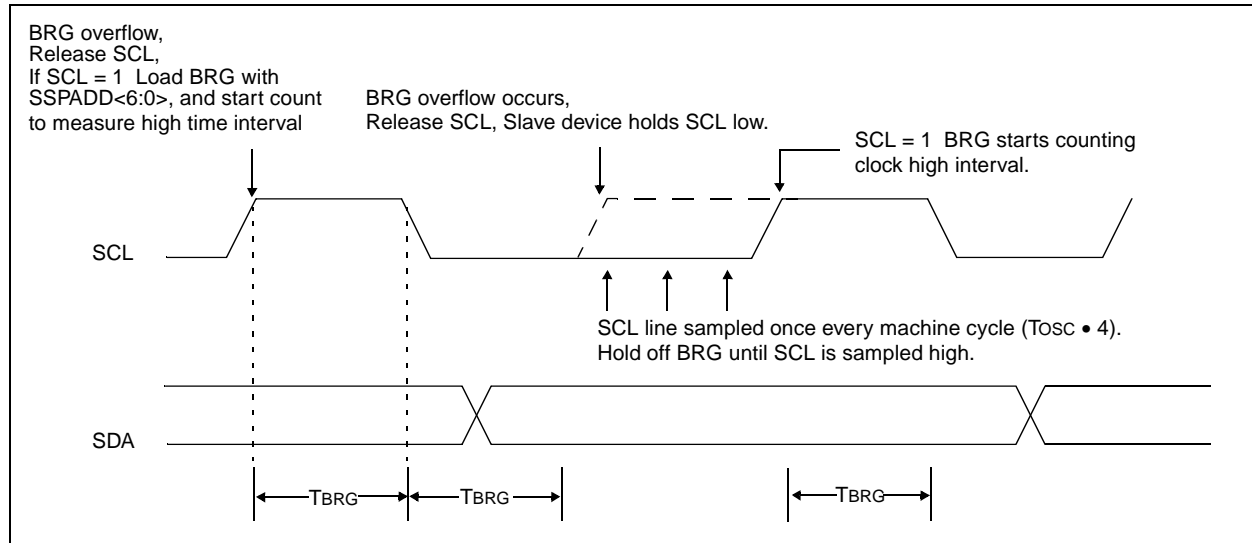 BRG overflow,
Release SCL,
If SCL = 1 Load BRG with
SSPADD<6:0>, and start count
to measure high time interval
BRG overflow occurs,
Release SCL, Slave device holds SCL low.
SCL = 1 BRG starts counting
clock high interval.
SCL
SCL line sampled once every machine cycle (TOSC • 4).
Hold off BRG until SCL is sampled high.
SDA
TBRG
TBRG
TBRG